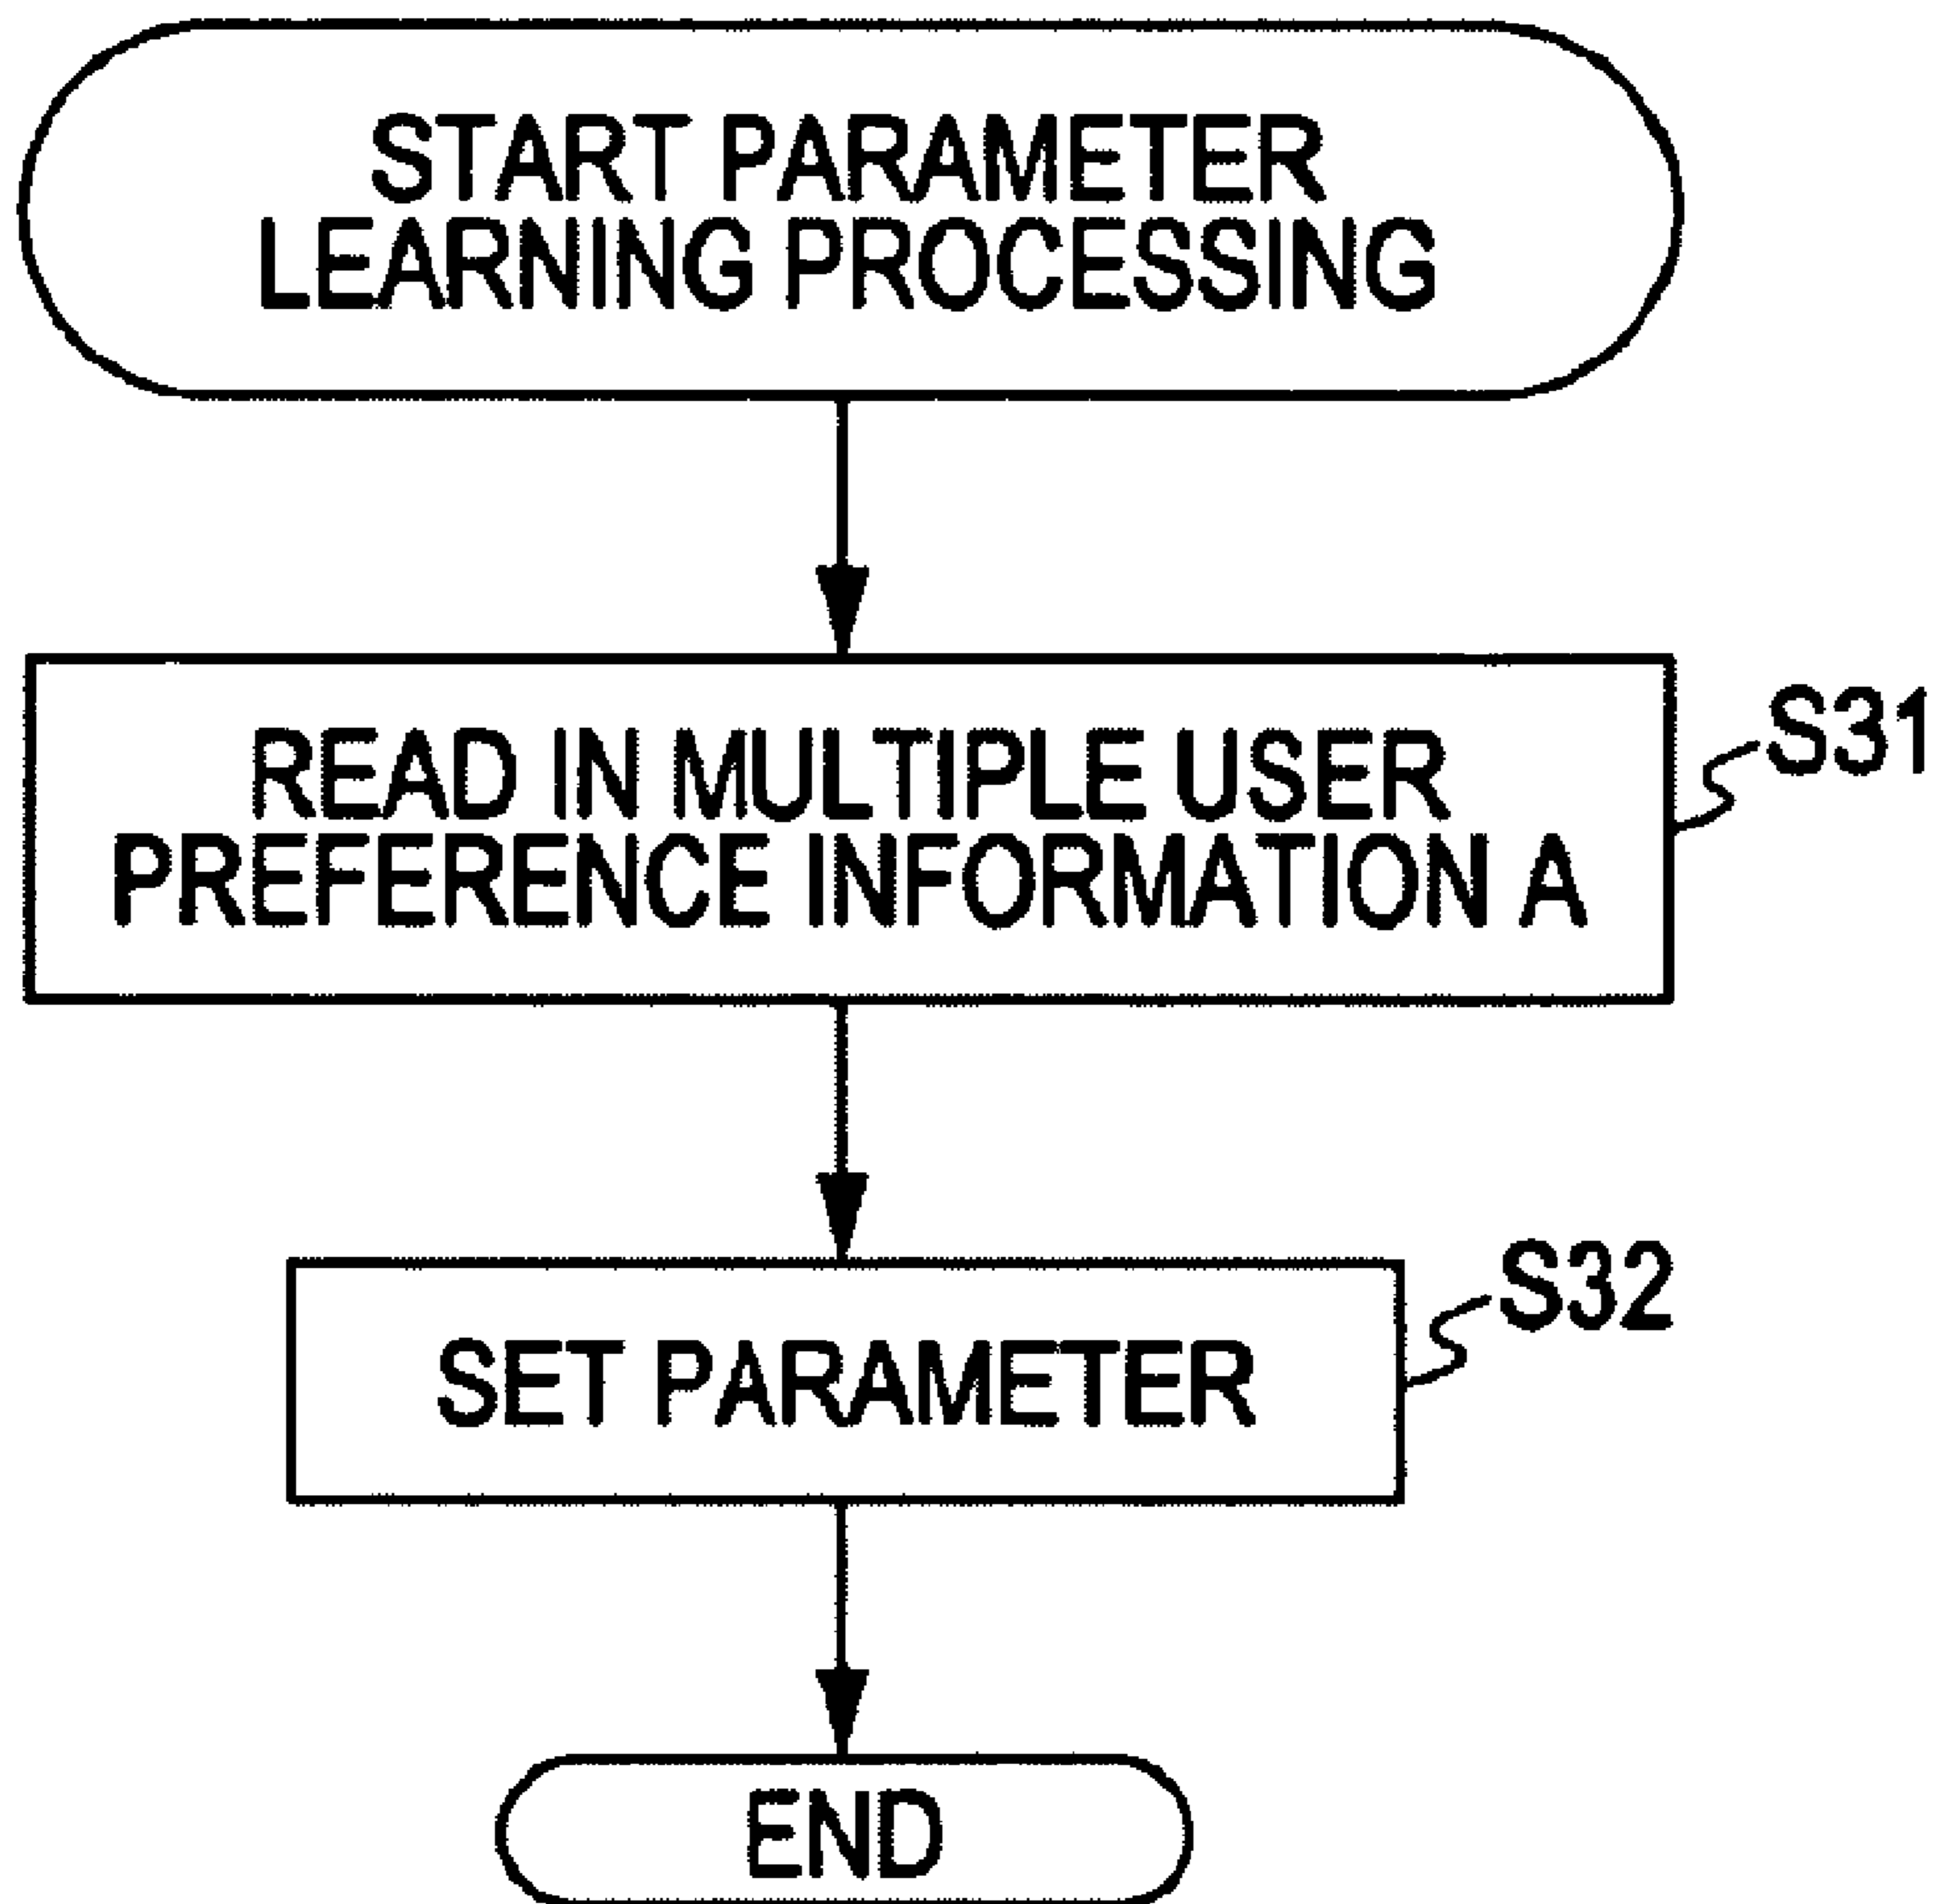 START PARAMETER
LEARNING PROCESSING
READ IN MULTIPLE USER
PREFERENCE INFORMATION A
S31
SET PARAMETER
S32
END